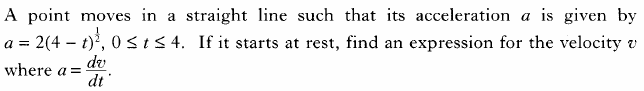 A point moves in a straight line such that its acceleration a is given by
a = 2(4 – t)^{1/2}, 0 ≤ t ≤ 4. If it starts at rest, find an expression for the velocity v
where a = dv/dt.